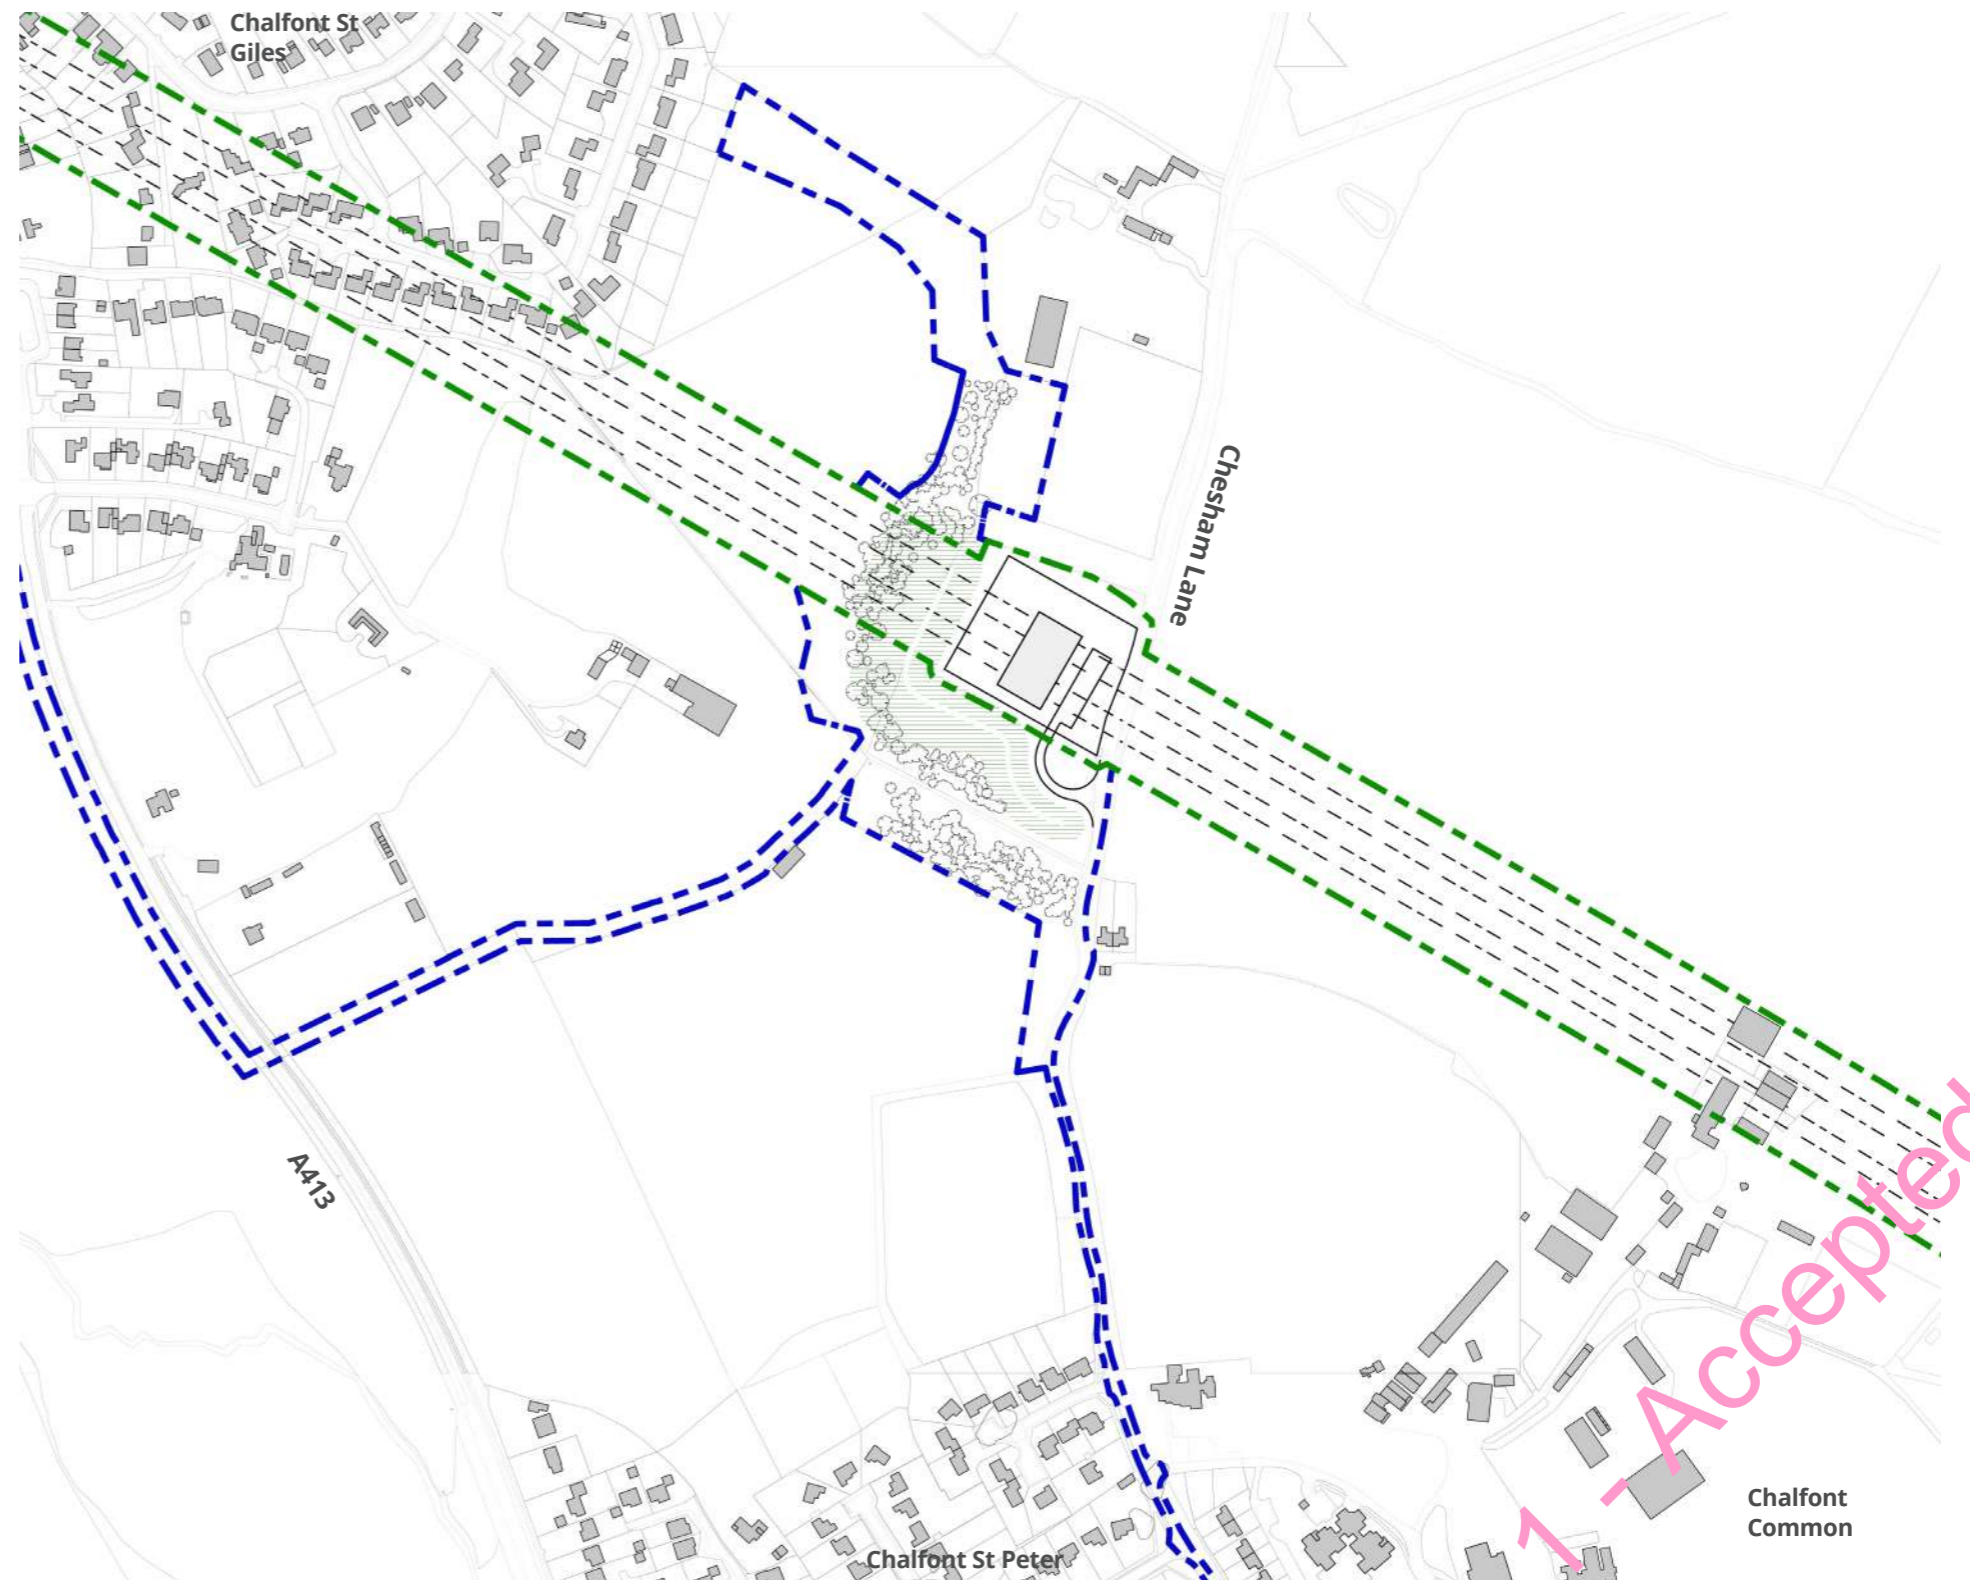 Chalfont St
Giles
Chesham Lane
A413
1 - Accepted
Chalfont
Common
Chalfont St Peter